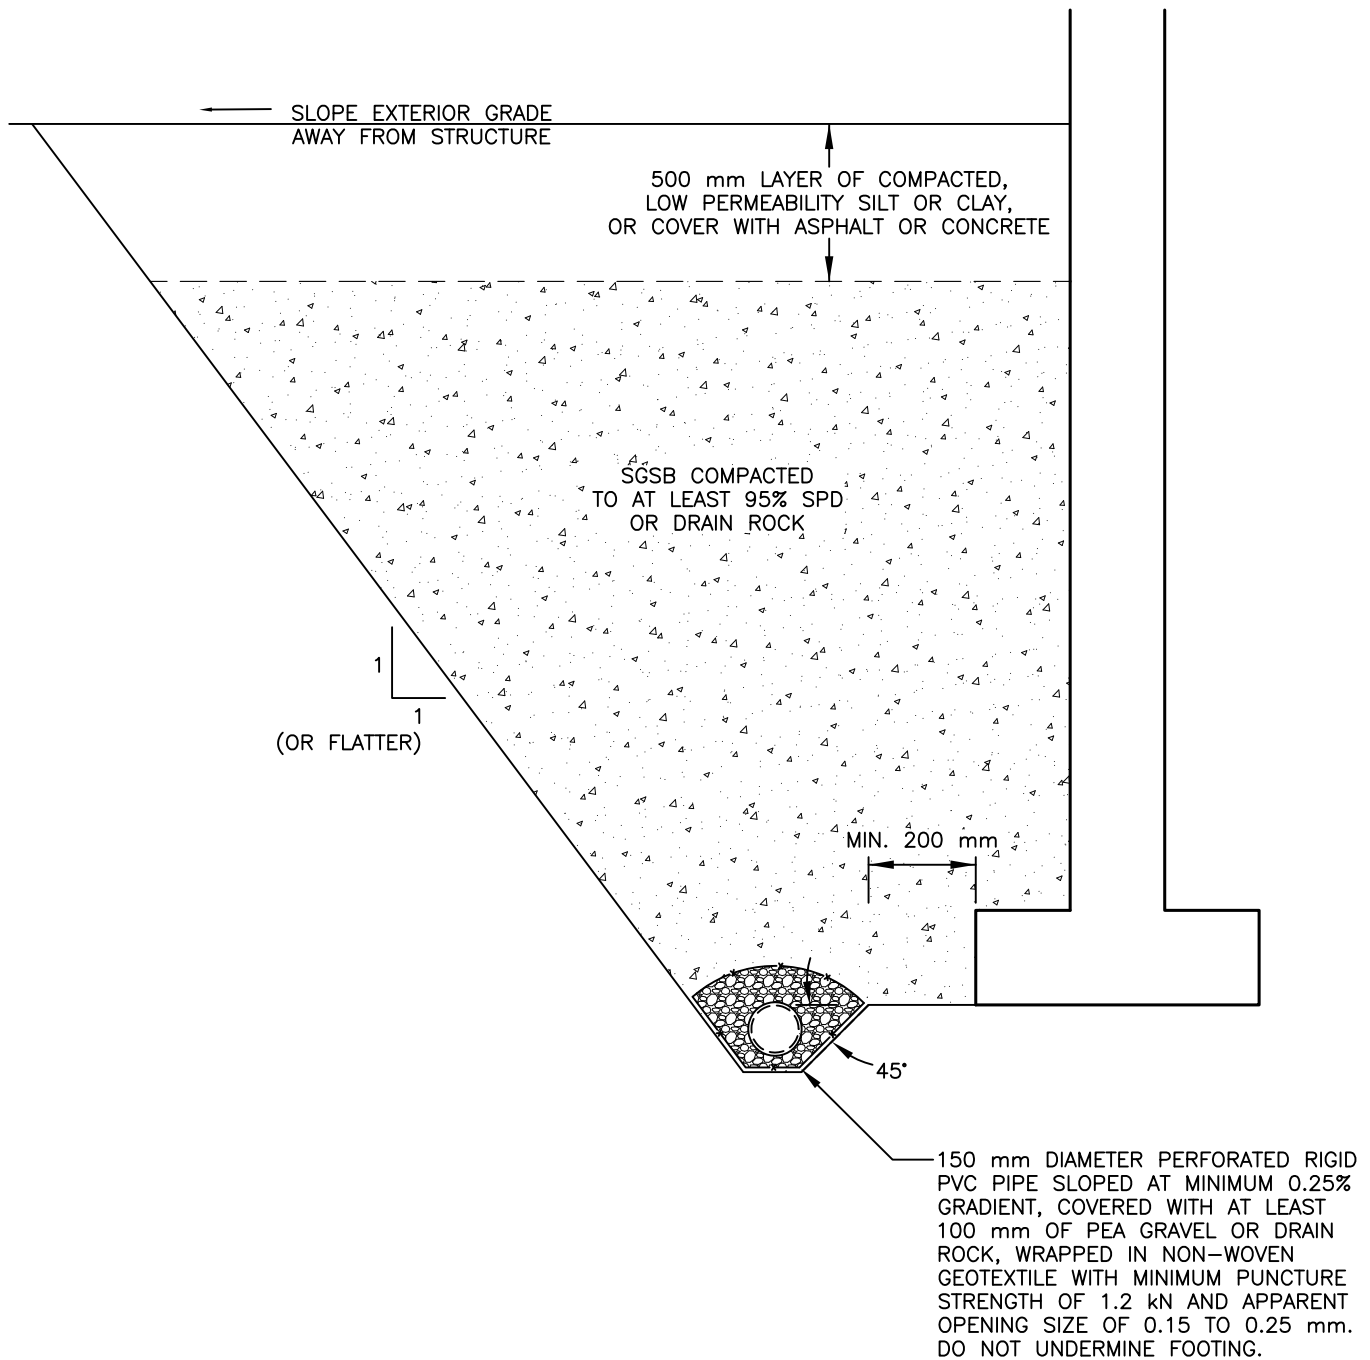 SLOPE EXTERIOR GRADE
AWAY FROM STRUCTURE
500 mm LAYER OF COMPACTED,
LOW PERMEABILITY SILT OR CLAY,
OR COVER WITH ASPHALT OR CONCRETE
SGSB COMPACTED
TO AT LEAST 95% SPD
OR DRAIN ROCK
1
1
(OR FLATTER)
MIN. 200 mm
45°
150 mm DIAMETER PERFORATED RIGID
PVC PIPE SLOPED AT MINIMUM 0.25%
GRADIENT, COVERED WITH AT LEAST
100 mm OF PEA GRAVEL OR DRAIN
ROCK, WRAPPED IN NON-WOVEN
GEOTEXTILE WITH MINIMUM PUNCTURE
STRENGTH OF 1.2 kN AND APPARENT
OPENING SIZE OF 0.15 TO 0.25 mm.
DO NOT UNDERMINE FOOTING.